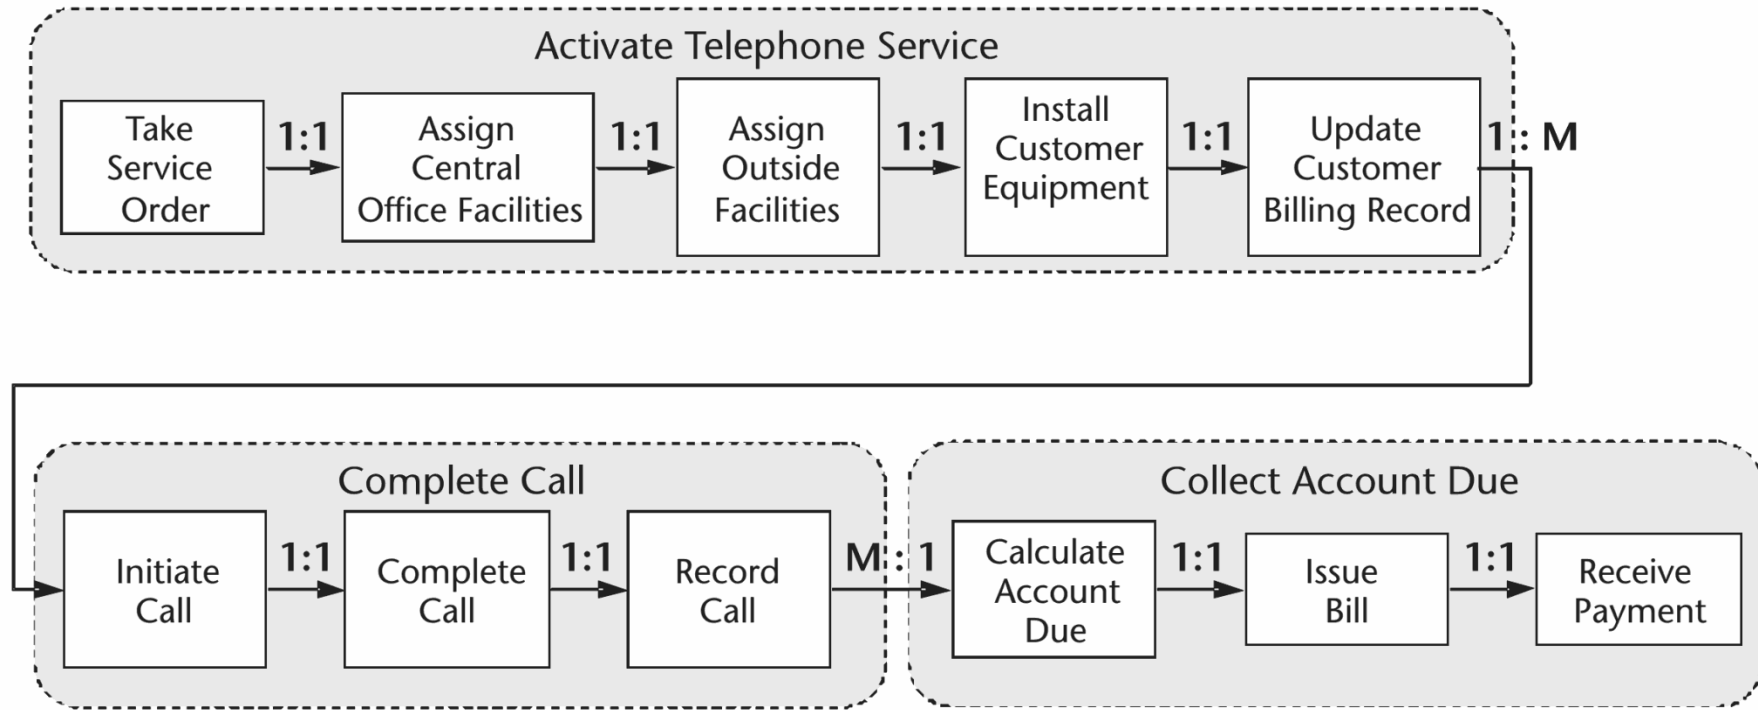 Activate Telephone Service
Take
Service
Order
1:1
Assign
Central
Office Facilities
1:1
Assign
Outside
Facilities
1:1
Install
Customer
Equipment
1:1
Update
Customer
Billing Record
1 : M
Complete Call
Initiate
Call
1:1
Complete
Call
1:1
Record
Call
M : 1
Collect Account Due
Calculate
Account
Due
1:1
Issue
Bill
1:1
Receive
Payment